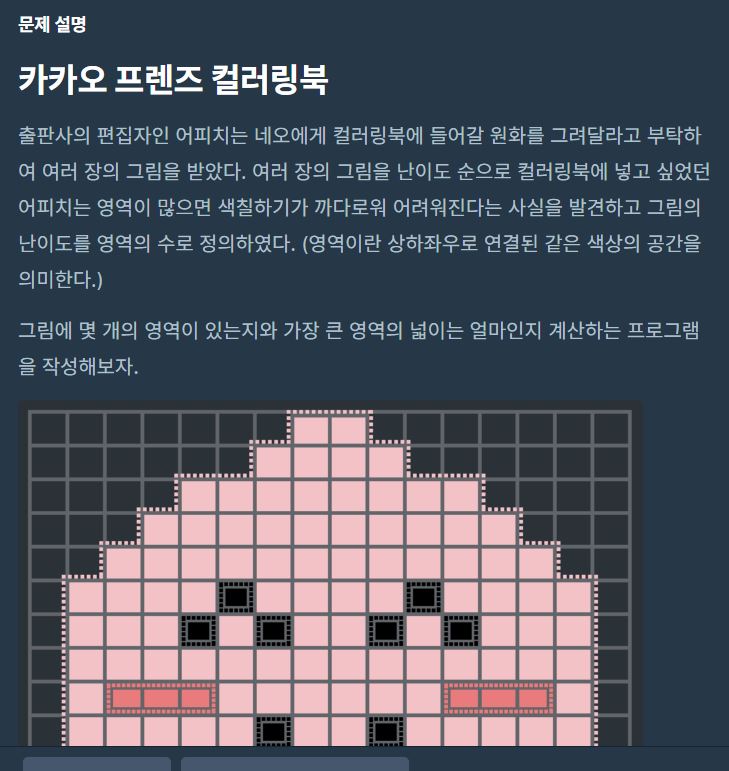 문제 설명
카카오 프렌즈 컬러링북
출판사의 편집자인 어피치는 네오에게 컬러링북에 들어갈 원화를 그려달라고 부탁하
여 여러 장의 그림을 받았다. 여러 장의 그림을 난이도 순으로 컬러링북에 넣고 싶었던
어피치는 영역이 많으면 색칠하기가 까다로워 어려워진다는 사실을 발견하고 그림의
난이도를 영역의 수로 정의하였다. (영역이란 상하좌우로 연결된 같은 색상의 공간을
의미한다.)
그림에 몇 개의 영역이 있는지와 가장 큰 영역의 넓이는 얼마인지 계산하는 프로그램
을 작성해보자.